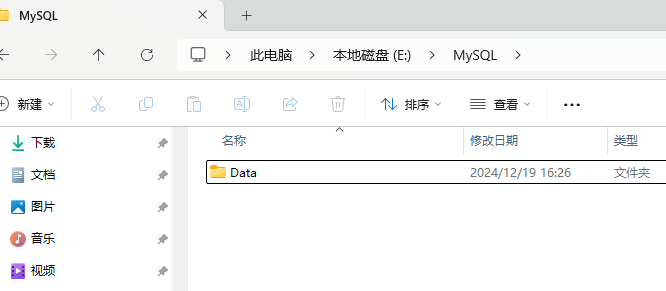 MySQL
此电脑 本地磁盘 (E:) MySQL
新建 排序 查看
名称 修改日期 类型
Data 2024/12/19 16:26 文件夹
下载
文档
图片
音乐
视频